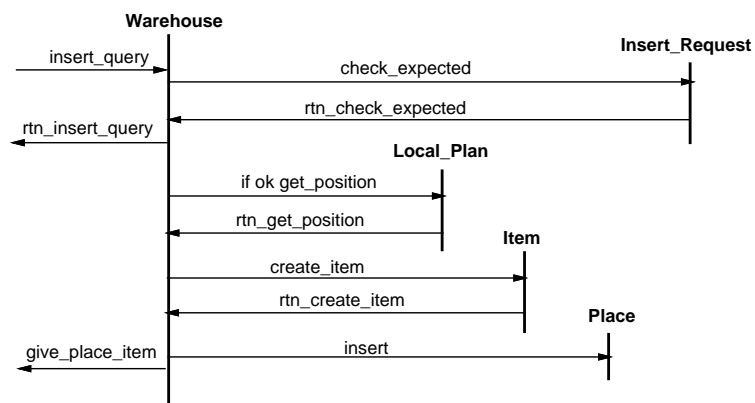 Warehouse
Insert_Request
insert_query
check_expected
rtn_check_expected
rtn_insert_query
Local_Plan
if ok get_position
rtn_get_position
Item
create_item
rtn_create_item
Place
give_place_item
insert